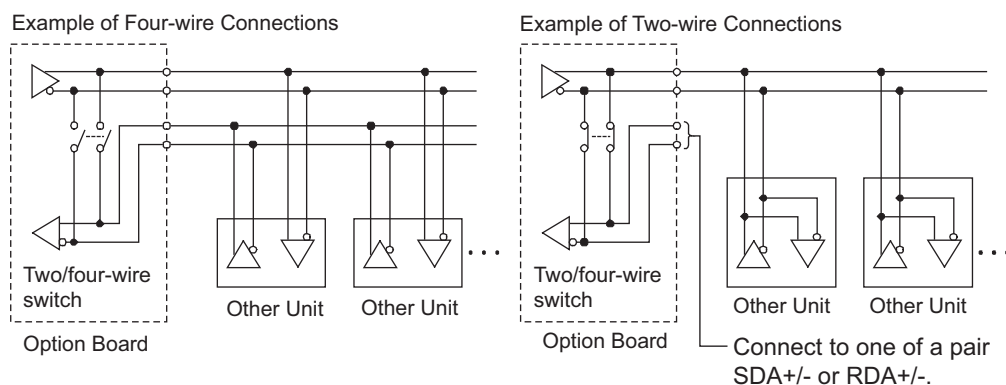 Example of Four-wire Connections
Two/four-wire
switch
Option Board
Other Unit
Other Unit
...
Example of Two-wire Connections
Two/four-wire
switch
Option Board
Other Unit
Other Unit
...
Connect to one of a pair
SDA+/- or RDA+/-.